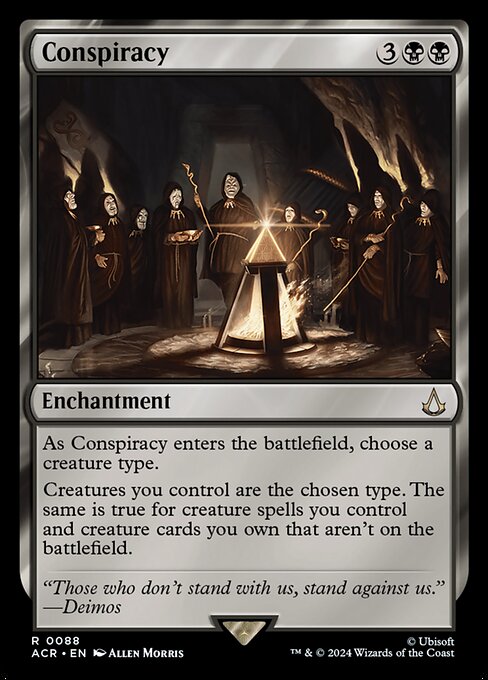 Conspiracy 3
Enchantment
As Conspiracy enters the battlefield, choose a
creature type.
Creatures you control are the chosen type. The
same is true for creature spells you control
and creature cards you own that aren't on the
battlefield.
“Those who don't stand with us, stand against us.”
—Deimos
R 0088
ACR • EN Allen Morris
© Ubisoft
™ & © 2024 Wizards of the Coast